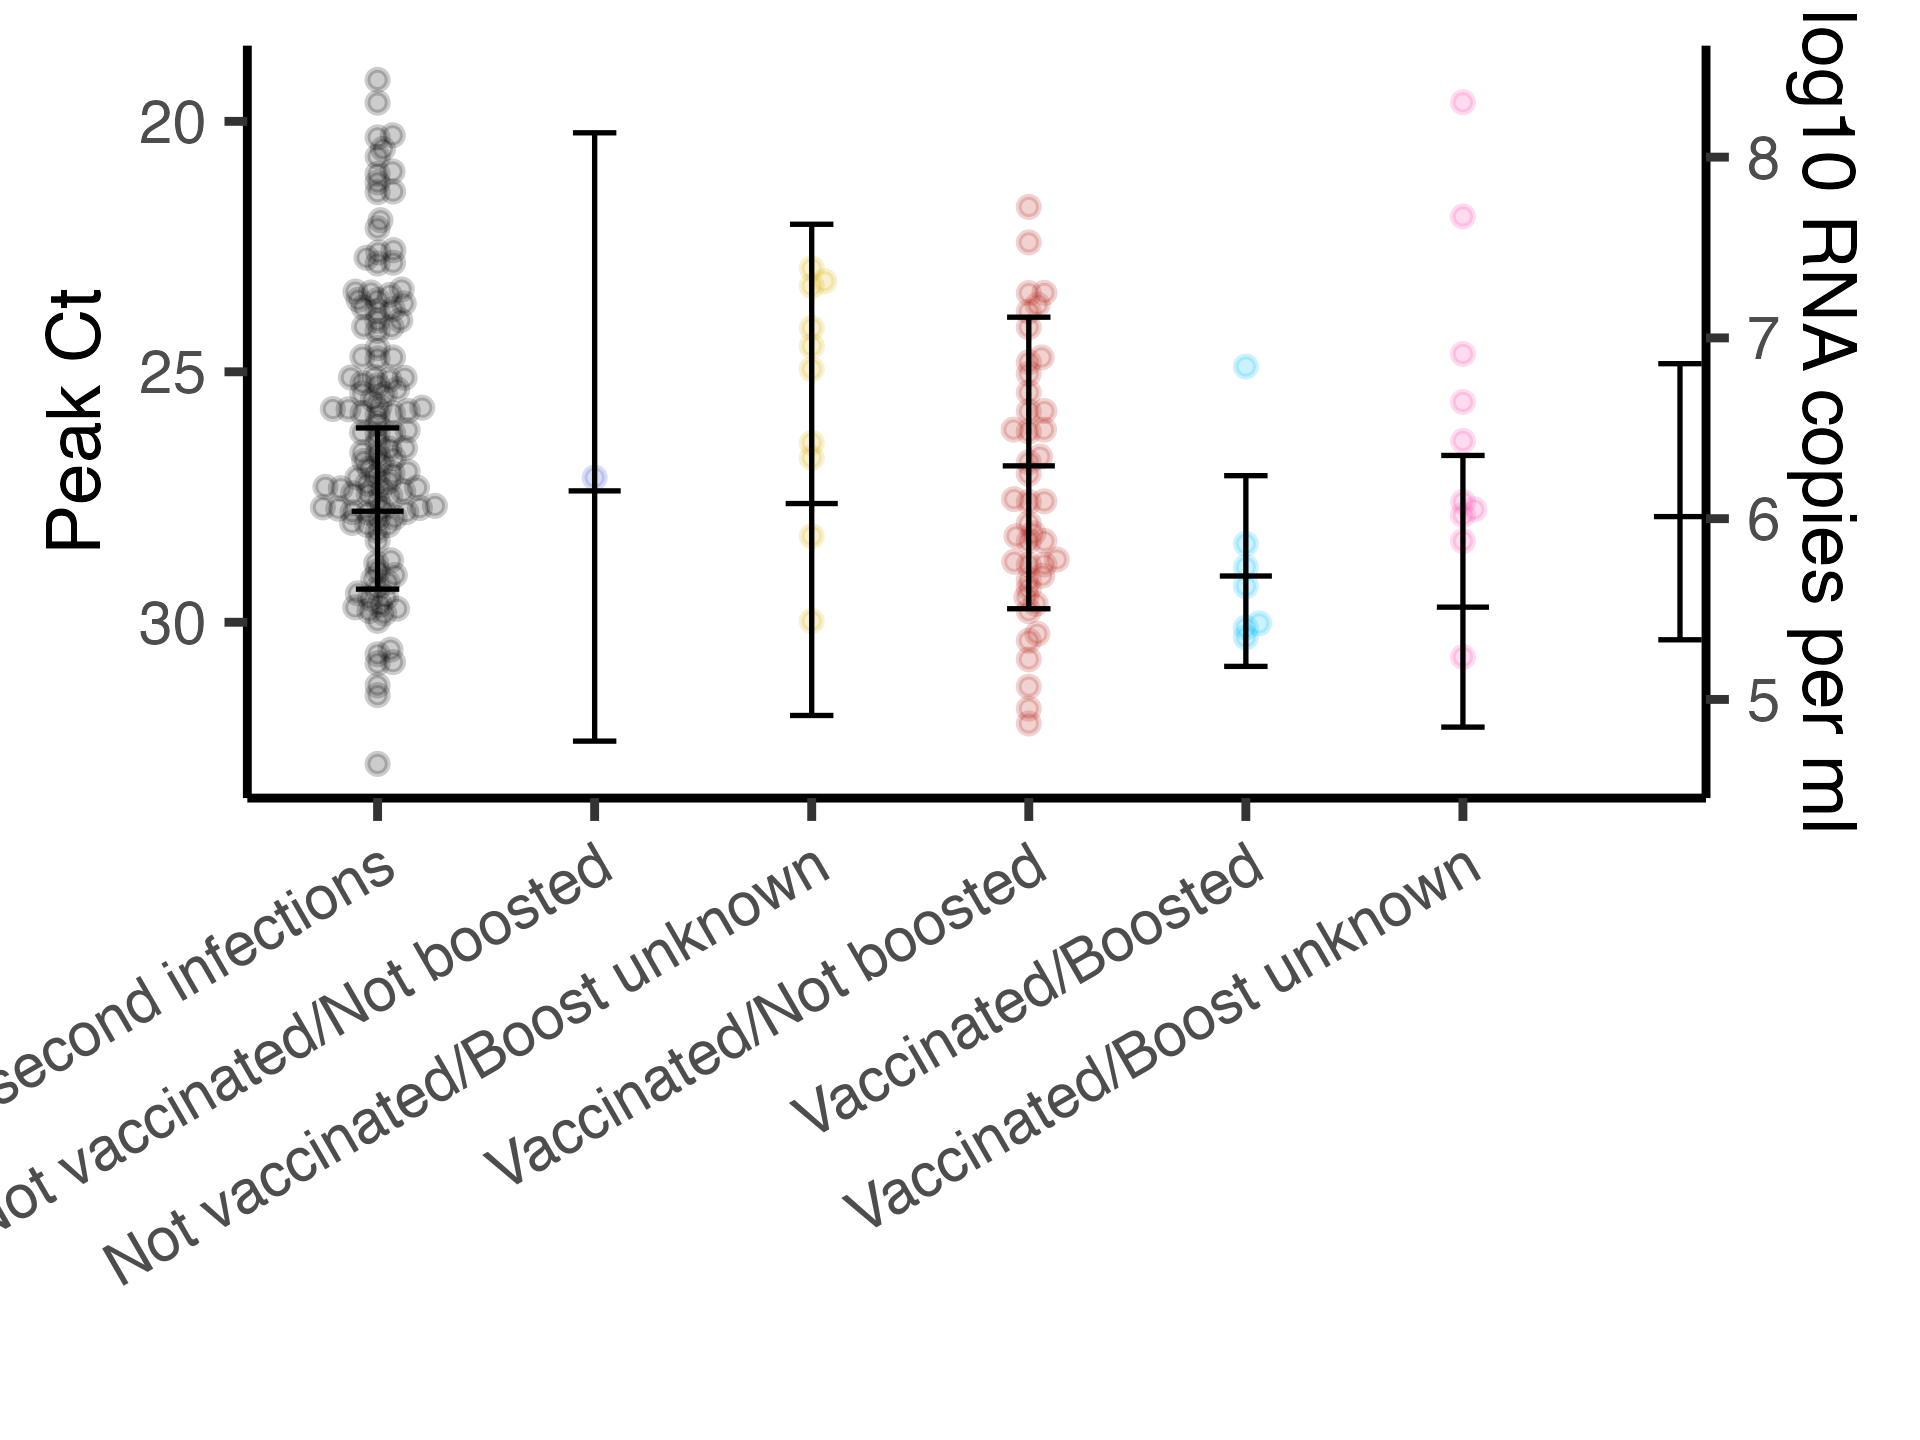 Peak Ct
20
25
30
8
7
6
5
log10 RNA copies per ml
second infections
vaccinated/Not boosted
Not vaccinated/Boost unknown
Vaccinated/Not boosted
Vaccinated/Boosted
Vaccinated/Boost unknown